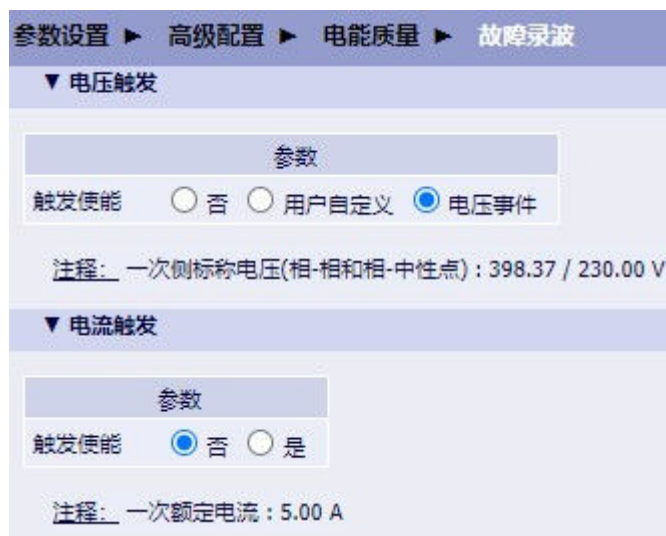 参数设置 ▶ 高级配置 ▶ 电能质量 ▶ 故障录波
▼ 电压触发
参数
触发使能 否 用户自定义 电压事件
注释: 一次侧标称电压(相-相和相-中性点) : 398.37 / 230.00 V
▼ 电流触发
参数
触发使能 否 是
注释: 一次额定电流 : 5.00 A